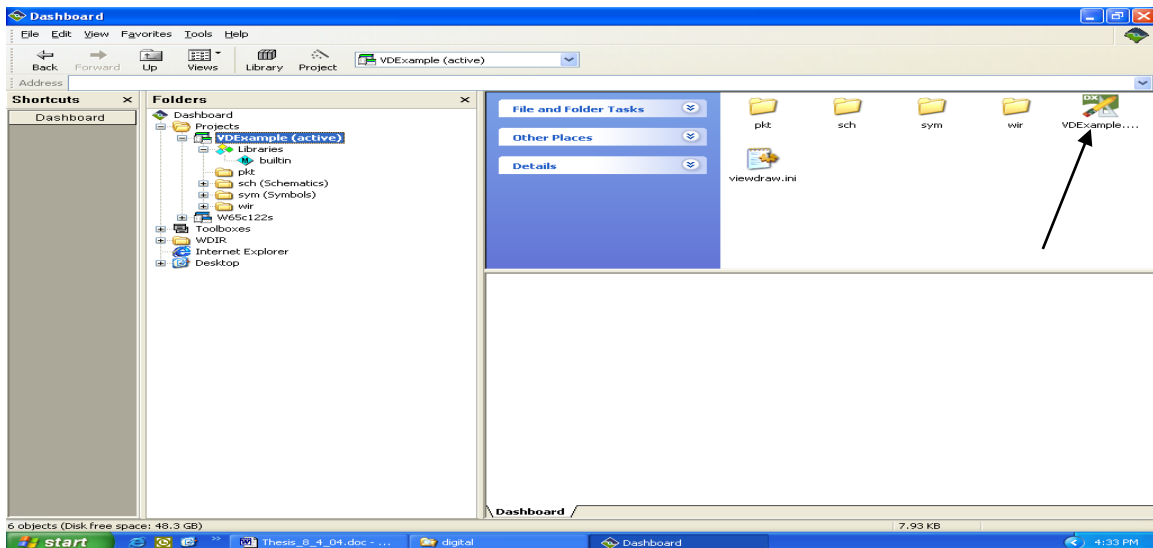 Dashboard
File Edit View Favorites Tools Help
Back Forward Up Views Library Project VDExample (active)
Address
Shortcuts × Folders ×
Dashboard
Dashboard
Projects
VDExample (active)
Libraries
builtin
pkt
sch (Schematics)
sym (Symbols)
wir
W65c122s
Toolboxes
WDIR
Internet Explorer
Desktop
File and Folder Tasks
Other Places
Details
pkt sch sym wir VDExample....
DX
viewdraw.ini
Dashboard
6 objects (Disk free space: 48.3 GB) 7.93 KB
start Thesis_8_4_04.doc - ... digital Dashboard 4:33 PM